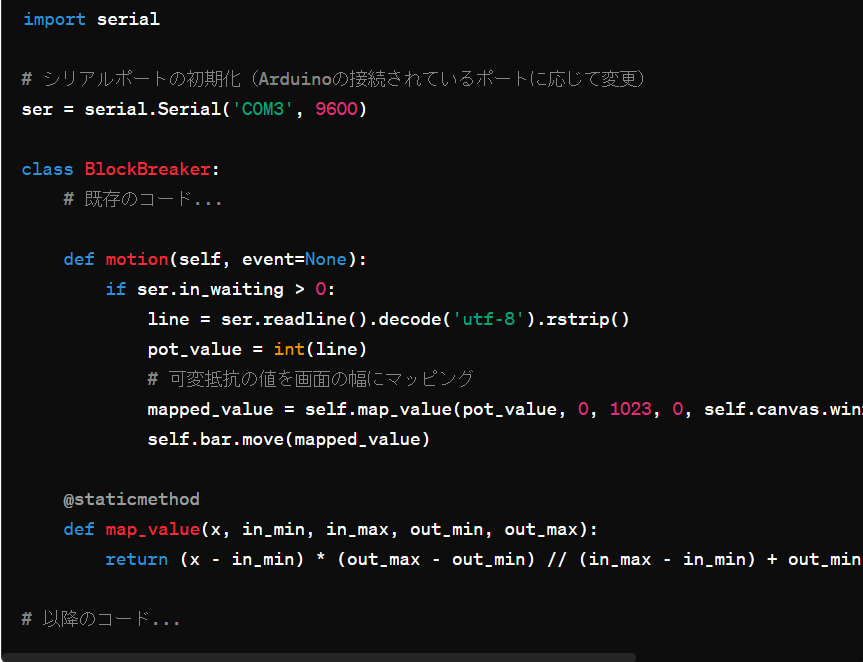 import serial
# シリアルポートの初期化（Arduinoの接続されているポートに応じて変更）
ser = serial.Serial('COM3', 9600)
class BlockBreaker:
# 既存のコード...
def motion(self, event=None):
if ser.in_waiting > 0:
line = ser.readline().decode('utf-8').rstrip()
pot_value = int(line)
# 可変抵抗の値を画面の幅にマッピング
mapped_value = self.map_value(pot_value, 0, 1023, 0, self.canvas.win
self.bar.move(mapped_value)
@staticmethod
def map_value(x, in_min, in_max, out_min, out_max):
return (x - in_min) * (out_max - out_min) // (in_max - in_min) + out_min
# 以降のコード...